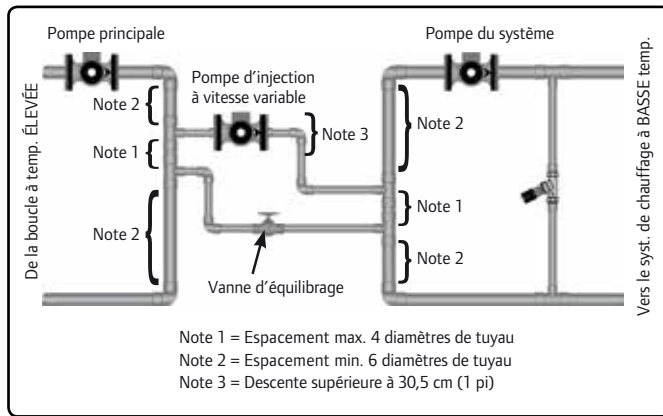 Pompe principale
Pompe du système
Pompe d'injection
à vitesse variable
De la boucle à temp. ÉLEVÉE
Note 2
Note 1
Note 2
Note 3
Note 2
Note 1
Note 2
Vers le syst. de chauffage à BASSE temp.
Vanne d'équilibrage
Note 1 = Espacement max. 4 diamètres de tuyau
Note 2 = Espacement min. 6 diamètres de tuyau
Note 3 = Descente supérieure à 30,5 cm (1 pi)